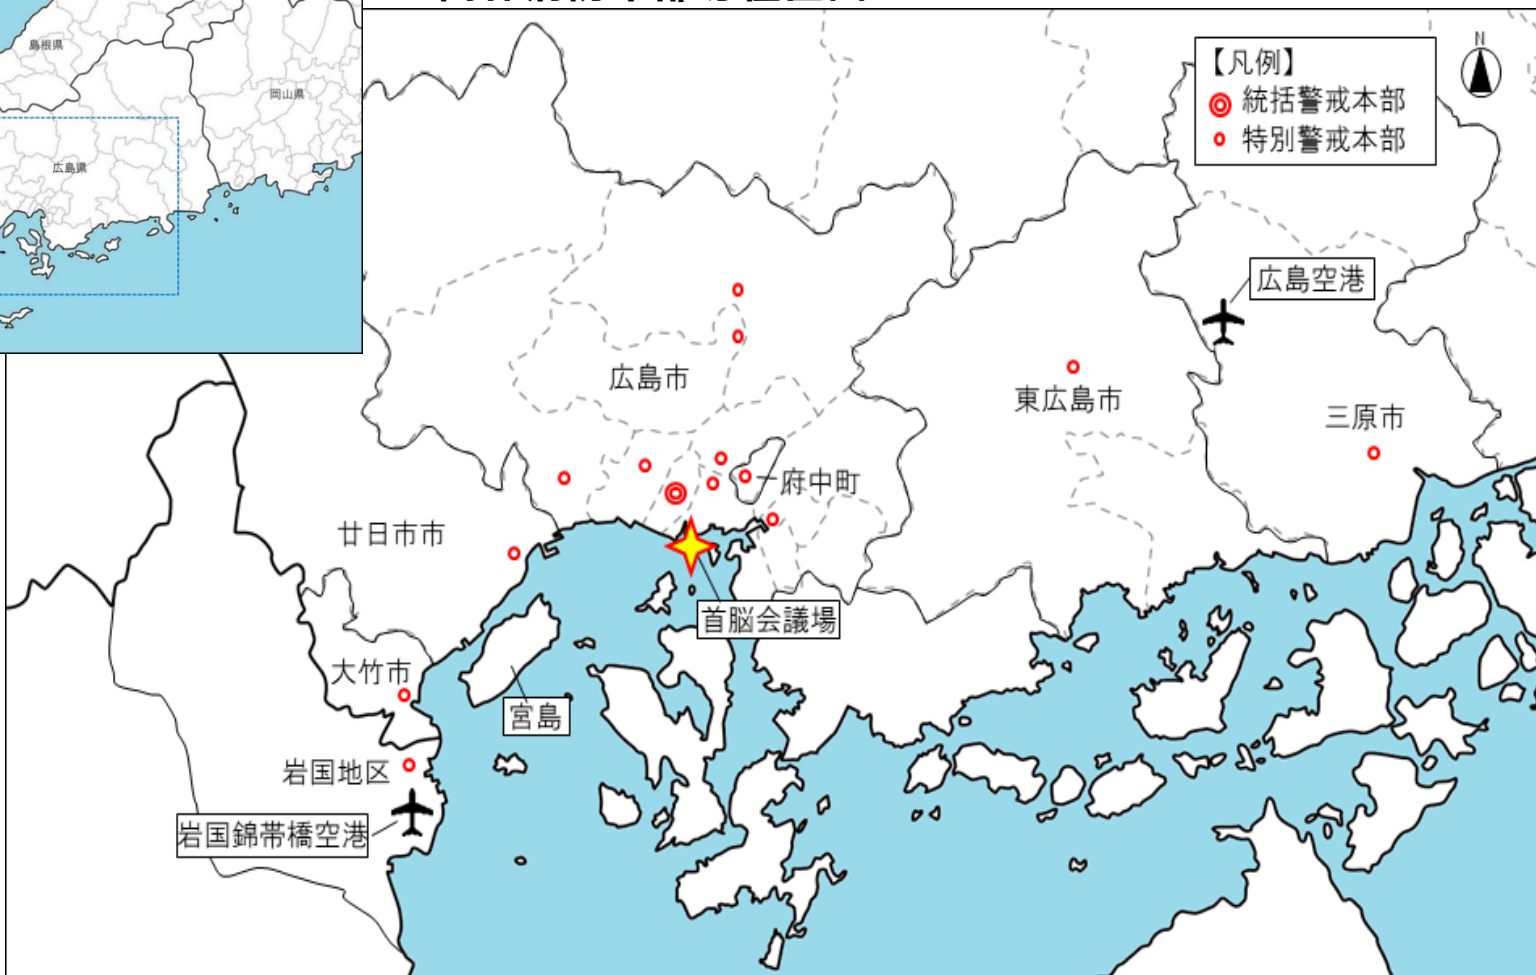 島根県
岡山県
広島県
N
【凡例】
統括警戒本部
特別警戒本部
広島空港
広島市
東広島市
三原市
府中町
廿日市市
首脳会議場
大竹市
宮島
岩国地区
岩国錦帯橋空港